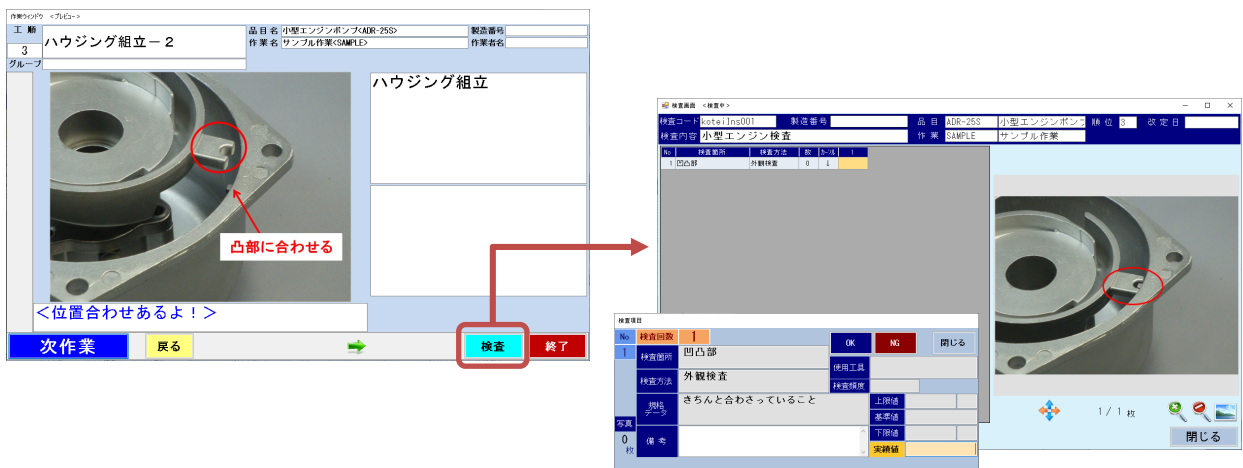 作業ウィンドウ <プレビュー>
工 順
3
ハウジング組立－２
品 目 名 小型エンジンポンプ<ADR-25S>
製造番号
作 業 名 サンプル作業<SAMPLE>
作業者名
グループ
ハウジング組立
凸部に合わせる
＜位置合わせあるよ！＞
次作業
戻る
検査
終了
検査画面 <検査中>
検査コード koteiIns001
製造番号
品 目 ADR-25S 小型エンジンポンプ
順 位 3
改 定 日
検査内容 小型エンジン検査
作 業 SAMPLE サンプル作業
No 検査箇所 検査方法 数 カーソル 1
1 凹凸部 外観検査 0 ↓
1 / 1 枚
閉じる
検査項目
No 検査回数 1
OK NG 閉じる
1 検査箇所 凹凸部
使用工具
検査方法 外観検査
検査頻度
規格データ きちんと合わさっていること
上限値
基準値
写真
0
枚
備 考
下限値
実績値